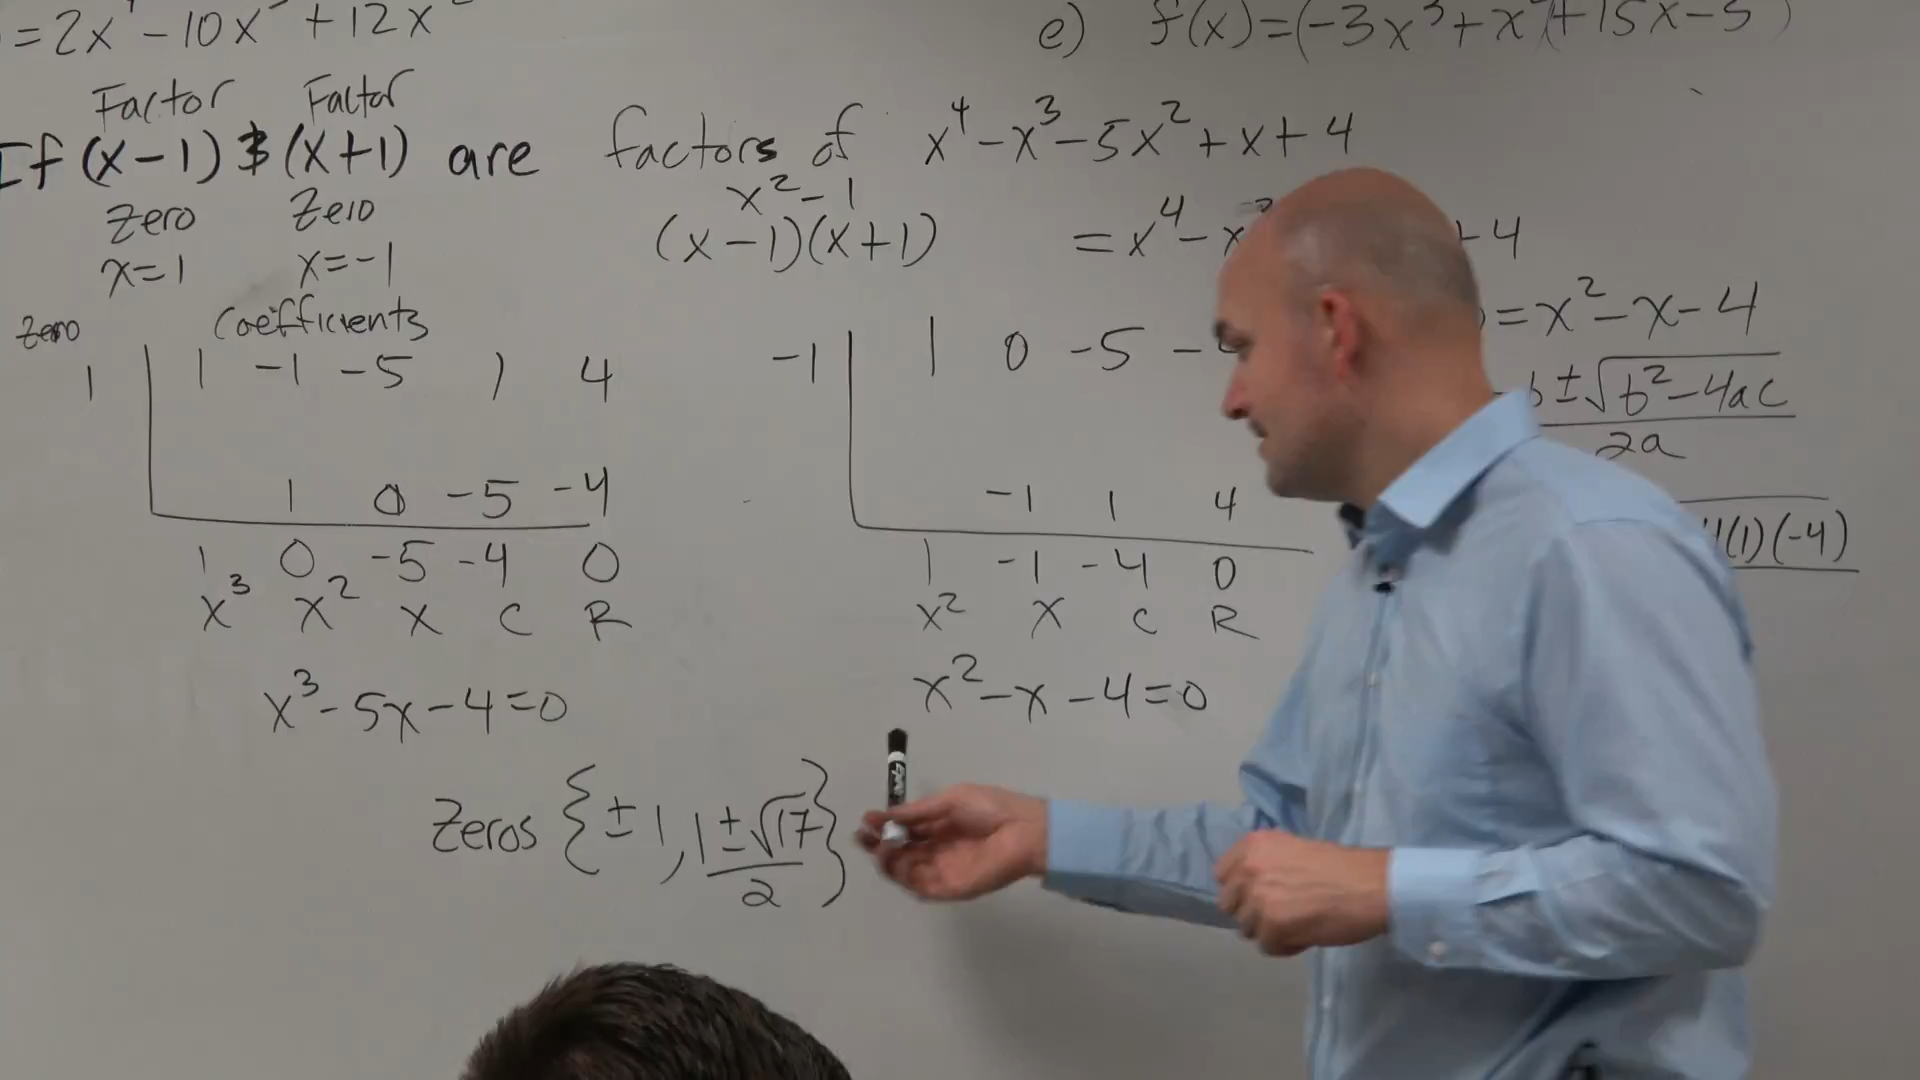 = 2x⁴ - 10x³ + 12x²
e) f(x) = (-3x³ + x²)(+15x - 5)
Factor Factor
If (x-1) & (x+1) are factors of x⁴ - x³ - 5x² + x + 4
Zero Zero
x² - 1
(x-1)(x+1) = x⁴ - x +4
x=1 x=-1
= x² - x - 4
zero Coefficients
1 | 1 -1 -5 1 4
1 0 -5 -4
1 0 -5 -4 0
x³ x² x C R
x³ - 5x - 4 = 0
-1 | 1 0 -5
-1 1 4
1 -1 -4 0
x² x C R
x² - x - 4 = 0
b ± √b² - 4ac
2a
(1)(-4)
Zeros { ± 1, 1 ± √17 / 2 }